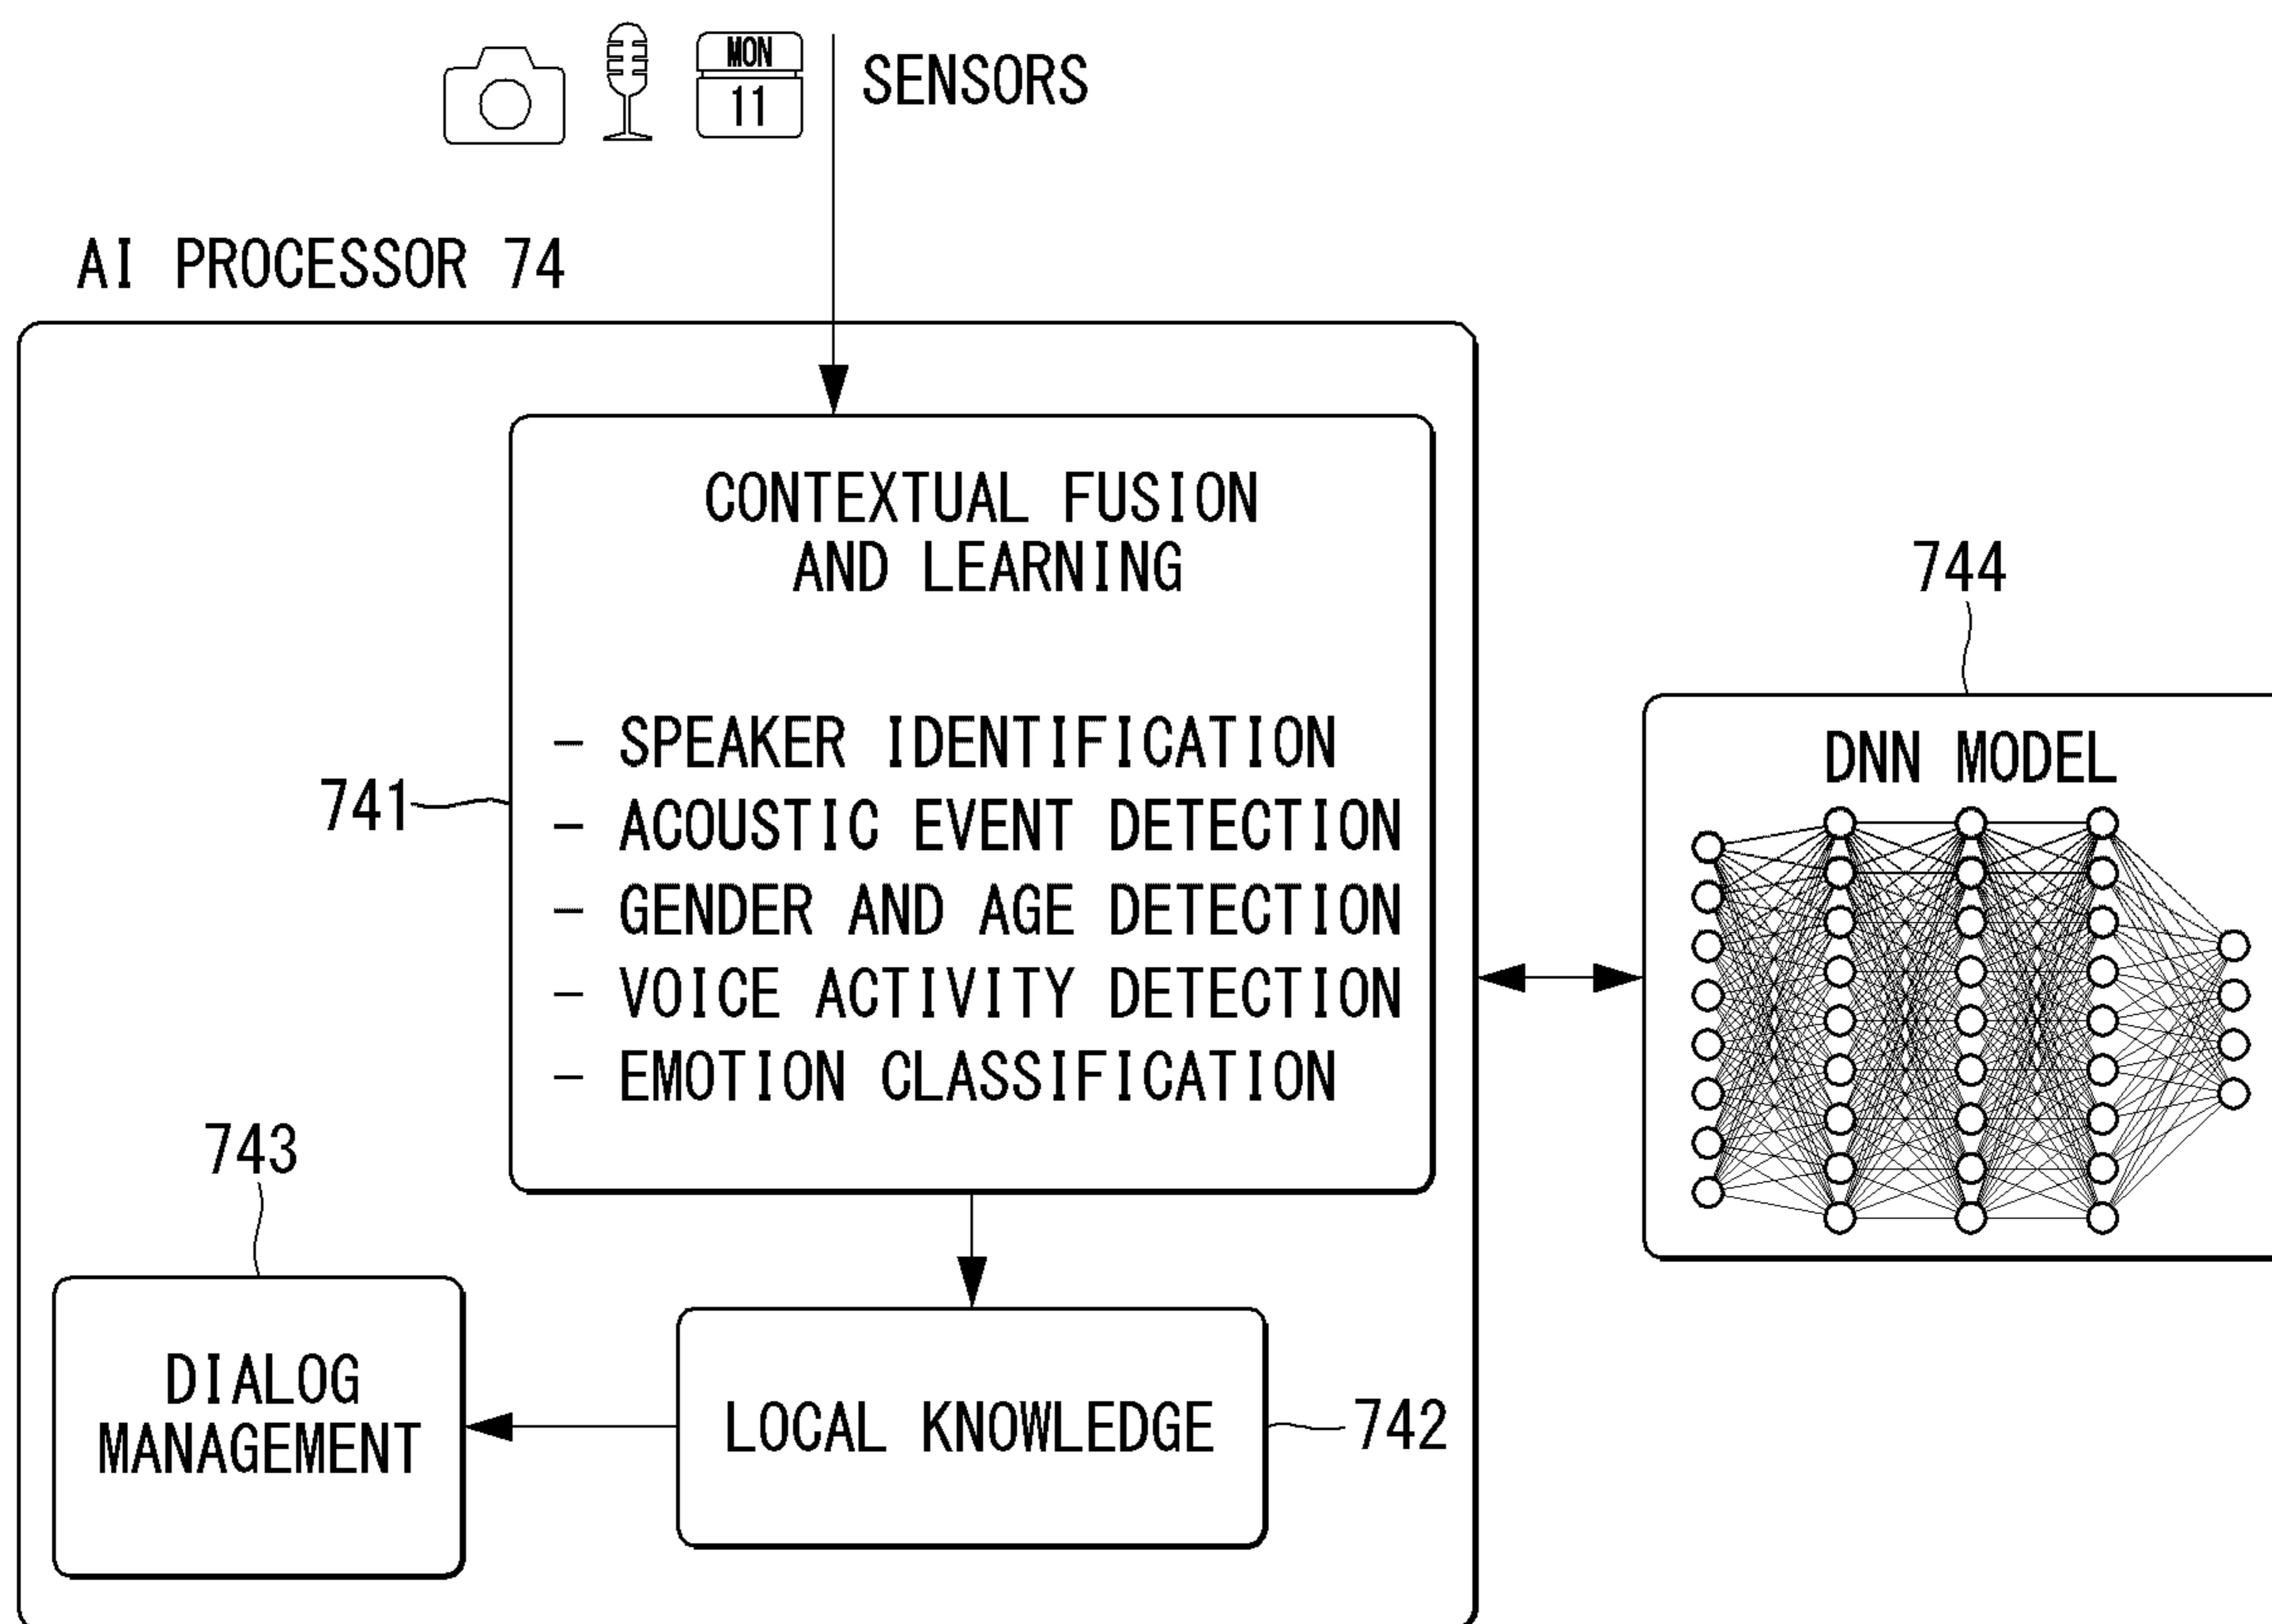 MON
11
SENSORS
AI PROCESSOR 74
CONTEXTUAL FUSION
AND LEARNING
- SPEAKER IDENTIFICATION
- ACOUSTIC EVENT DETECTION
- GENDER AND AGE DETECTION
- VOICE ACTIVITY DETECTION
- EMOTION CLASSIFICATION
741
744
DNN MODEL
743
DIALOG
MANAGEMENT
LOCAL KNOWLEDGE
742